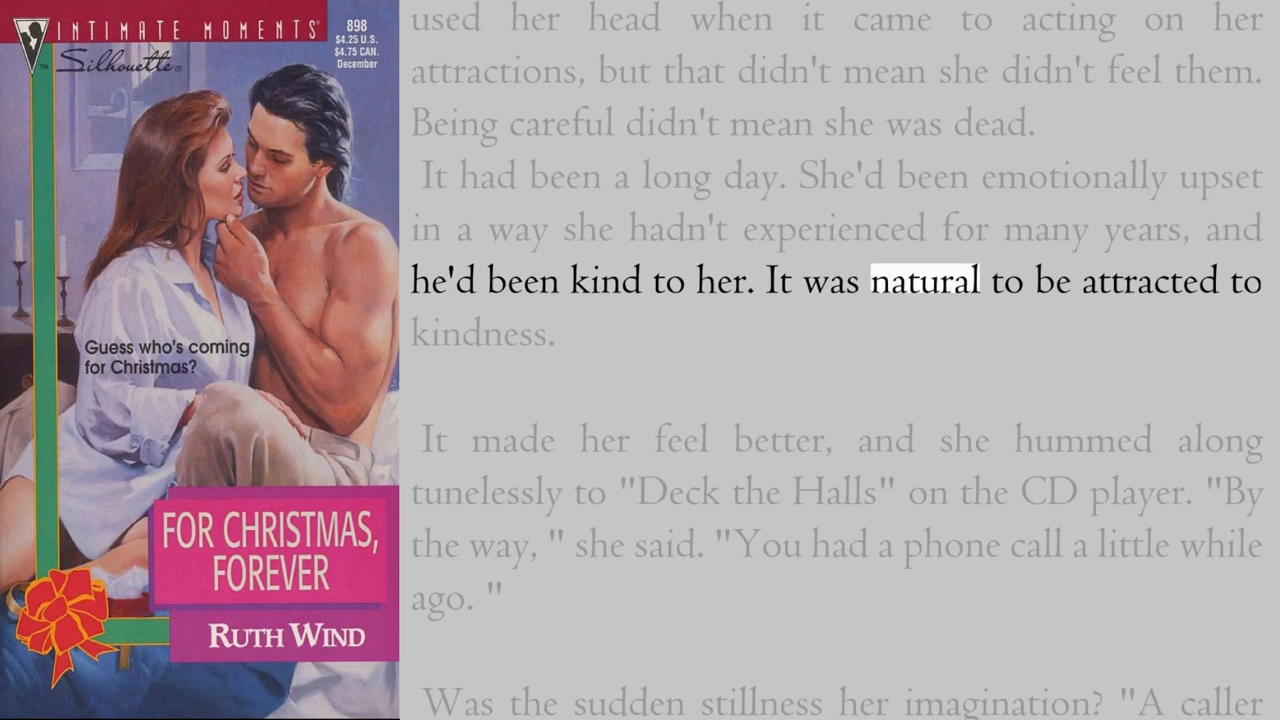 INTIMATE MOMENTS®
Silhouette®
TM
898
$4.25 U.S.
$4.75 CAN.
December
Guess who's coming
for Christmas?
FOR CHRISTMAS,
FOREVER
RUTH WIND
used her head when it came to acting on her
attractions, but that didn't mean she didn't feel them.
Being careful didn't mean she was dead.
It had been a long day. She'd been emotionally upset
in a way she hadn't experienced for many years, and
he'd been kind to her. It was natural to be attracted to
kindness.
It made her feel better, and she hummed along
tunelessly to "Deck the Halls" on the CD player. "By
the way, " she said. "You had a phone call a little while
ago. "
Was the sudden stillness her imagination? "A caller